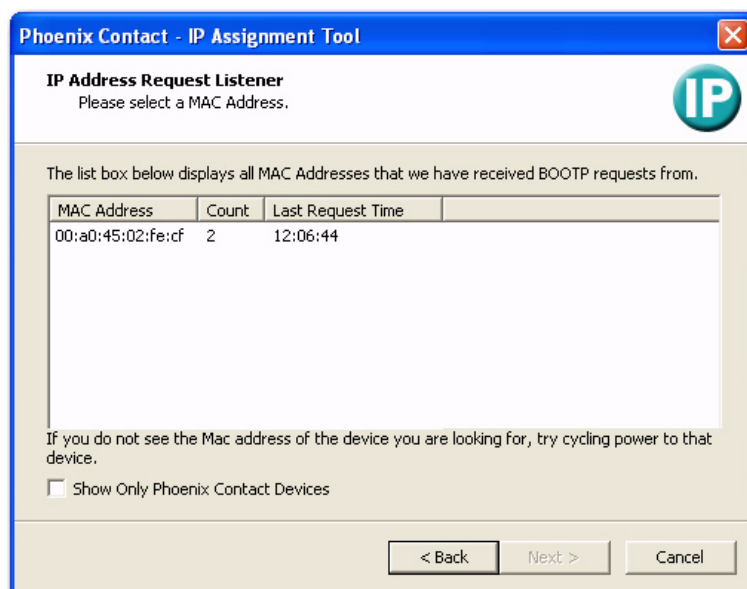 Phoenix Contact - IP Assignment Tool
IP Address Request Listener
Please select a MAC Address.
IP
The list box below displays all MAC Addresses that we have received BOOTP requests from.
MAC Address Count Last Request Time
00:a0:45:02:fe:cf 2 12:06:44
If you do not see the Mac address of the device you are looking for, try cycling power to that
device.
Show Only Phoenix Contact Devices
< Back Next > Cancel